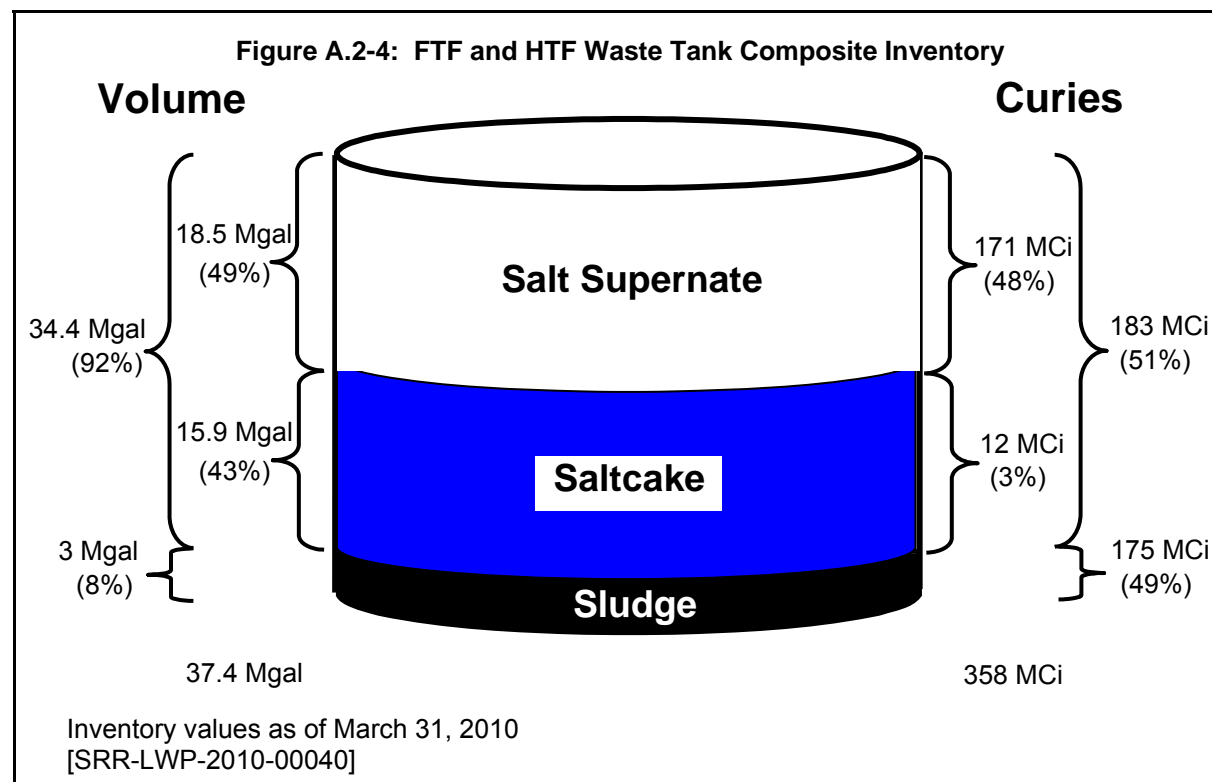 Figure A.2-4: FTF and HTF Waste Tank Composite Inventory
Volume
Curies
18.5 Mgal
(49%)
34.4 Mgal
(92%)
15.9 Mgal
(43%)
3 Mgal
(8%)
Salt Supernate
Saltcake
Sludge
171 MCi
(48%)
183 MCi
(51%)
12 MCi
(3%)
175 MCi
(49%)
37.4 Mgal
358 MCi
Inventory values as of March 31, 2010
[SRR-LWP-2010-00040]